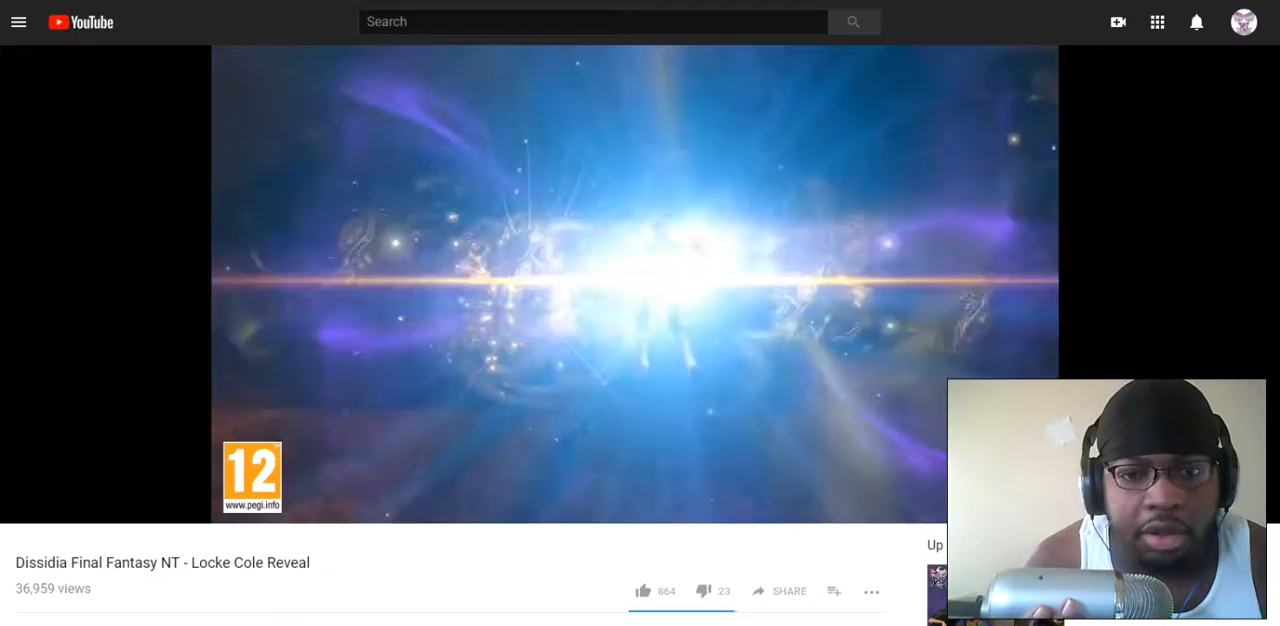 YouTube
Search
12
www.pegi.info
Dissidia Final Fantasy NT - Locke Cole Reveal
Up
36,959 views
864
23
SHARE